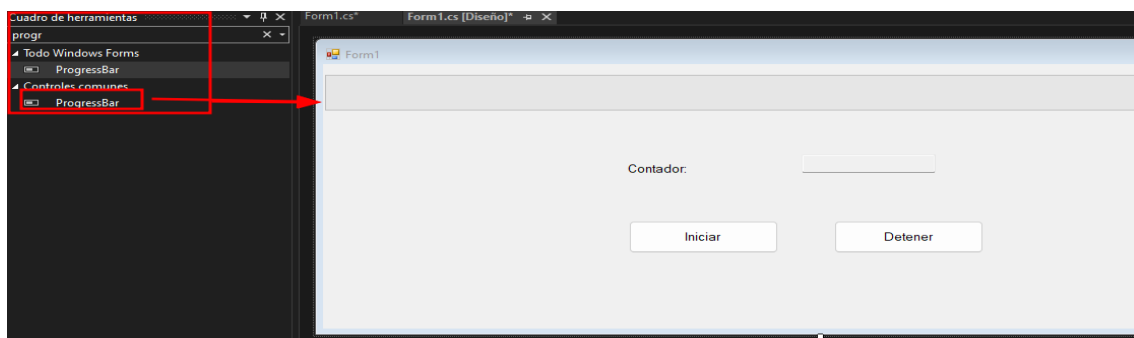 Cuadro de herramientas
progr
Todo Windows Forms
ProgressBar
Controles comunes
ProgressBar
Form1.cs*
Form1.cs [Diseño]*
Form1
Contador:
Iniciar
Detener